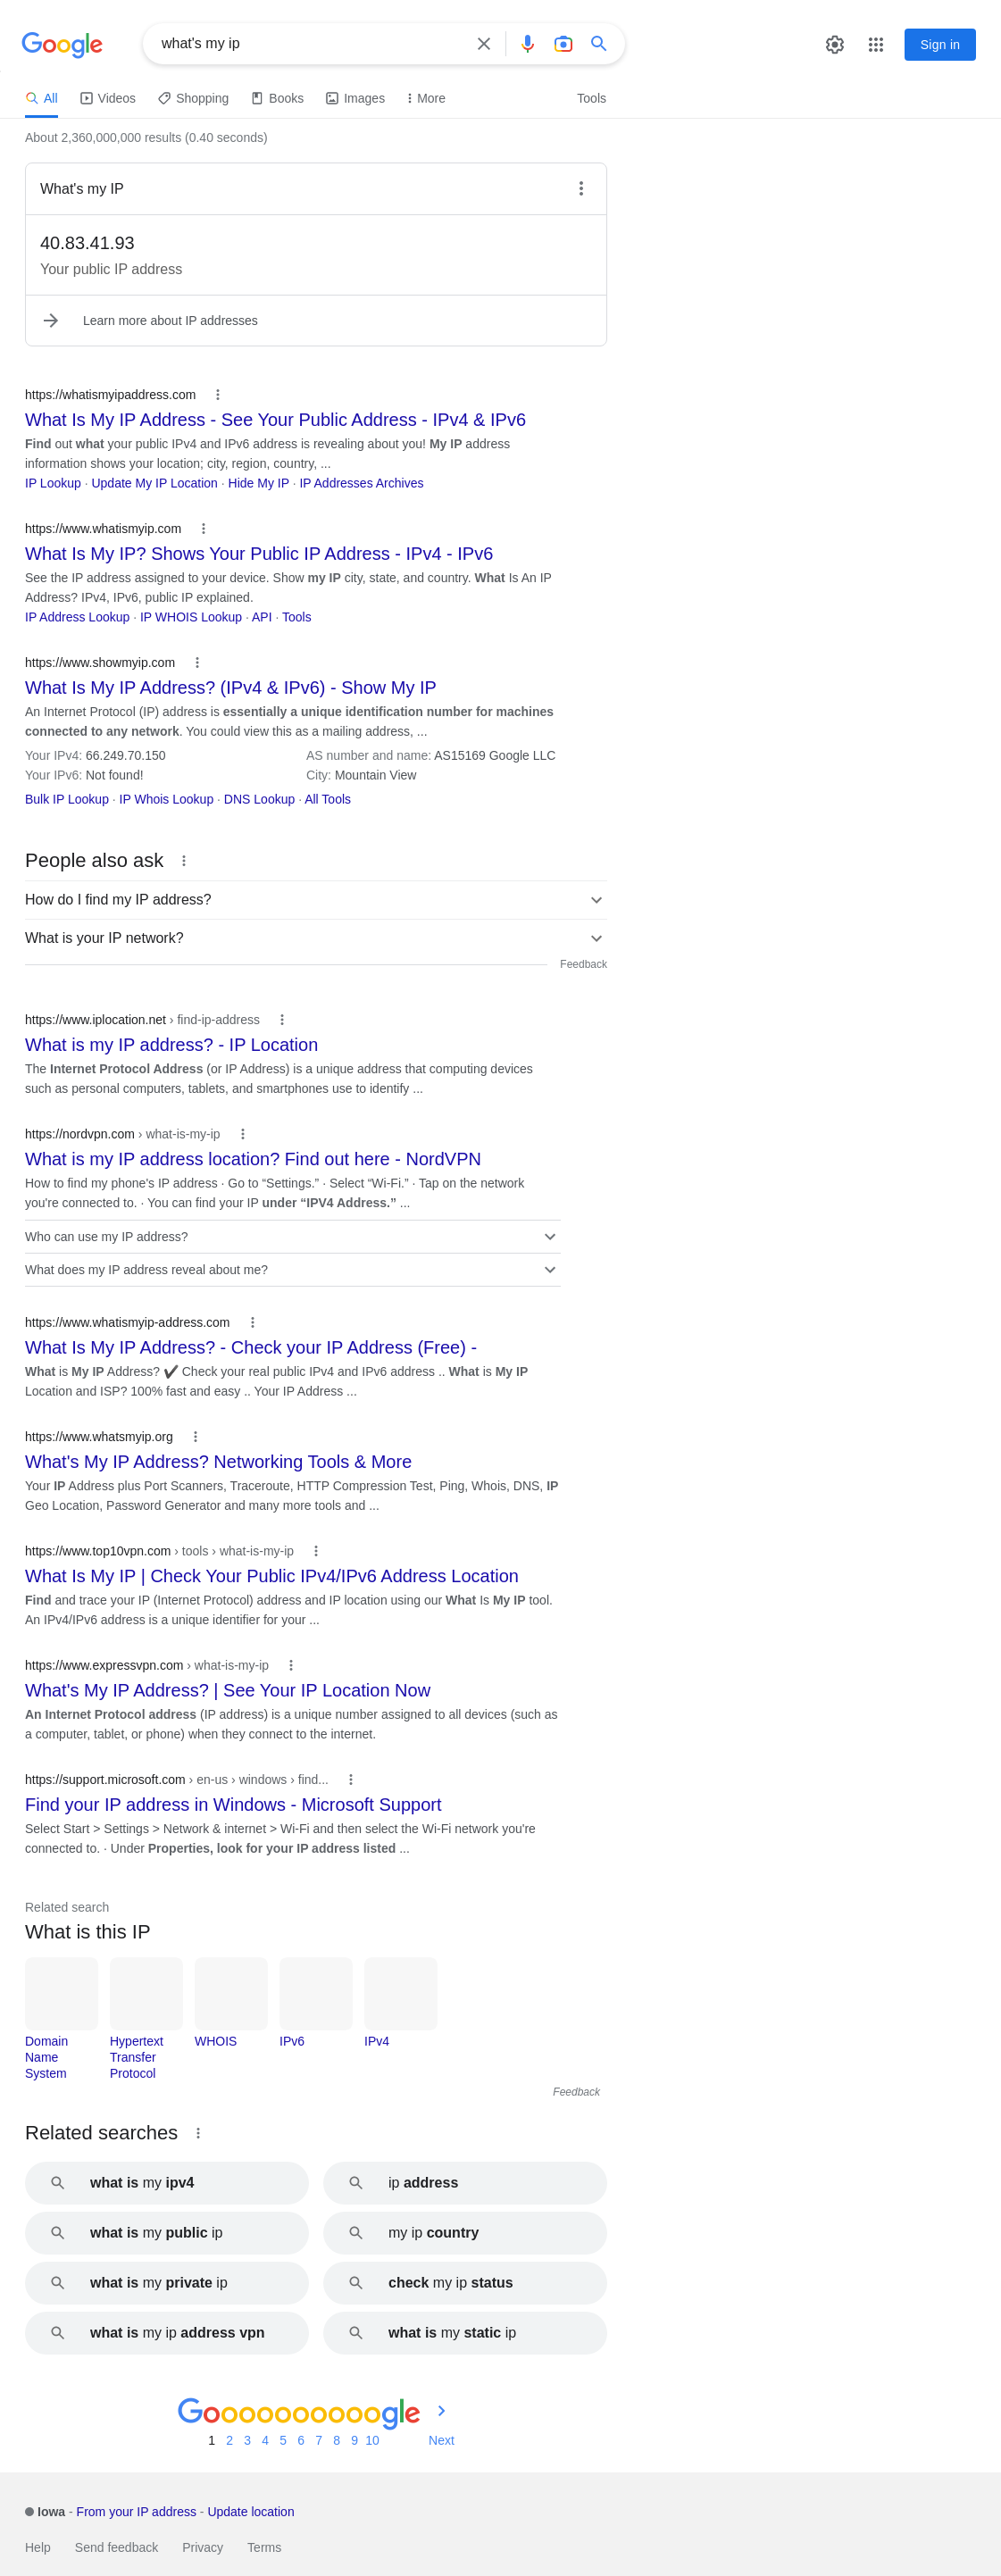 Google
what's my ip
Sign in
All Videos Shopping Books Images More Tools
About 2,360,000,000 results (0.40 seconds)
What's my IP
40.83.41.93
Your public IP address
Learn more about IP addresses
https://whatismyipaddress.com
What Is My IP Address - See Your Public Address - IPv4 & IPv6
Find out what your public IPv4 and IPv6 address is revealing about you! My IP address
information shows your location; city, region, country, ...
IP Lookup · Update My IP Location · Hide My IP · IP Addresses Archives
https://www.whatismyip.com
What Is My IP? Shows Your Public IP Address - IPv4 - IPv6
See the IP address assigned to your device. Show my IP city, state, and country. What Is An IP
Address? IPv4, IPv6, public IP explained.
IP Address Lookup · IP WHOIS Lookup · API · Tools
https://www.showmyip.com
What Is My IP Address? (IPv4 & IPv6) - Show My IP
An Internet Protocol (IP) address is essentially a unique identification number for machines
connected to any network. You could view this as a mailing address, ...
Your IPv4: 66.249.70.150 AS number and name: AS15169 Google LLC
Your IPv6: Not found! City: Mountain View
Bulk IP Lookup · IP Whois Lookup · DNS Lookup · All Tools
People also ask
How do I find my IP address?
What is your IP network?
Feedback
https://www.iplocation.net › find-ip-address
What is my IP address? - IP Location
The Internet Protocol Address (or IP Address) is a unique address that computing devices
such as personal computers, tablets, and smartphones use to identify ...
https://nordvpn.com › what-is-my-ip
What is my IP address location? Find out here - NordVPN
How to find my phone's IP address · Go to “Settings.” · Select “Wi-Fi.” · Tap on the network
you're connected to. · You can find your IP under “IPV4 Address.” ...
Who can use my IP address?
What does my IP address reveal about me?
https://www.whatismyip-address.com
What Is My IP Address? - Check your IP Address (Free) -
What is My IP Address? ✔️ Check your real public IPv4 and IPv6 address .. What is My IP
Location and ISP? 100% fast and easy .. Your IP Address ...
https://www.whatsmyip.org
What's My IP Address? Networking Tools & More
Your IP Address plus Port Scanners, Traceroute, HTTP Compression Test, Ping, Whois, DNS, IP
Geo Location, Password Generator and many more tools and ...
https://www.top10vpn.com › tools › what-is-my-ip
What Is My IP | Check Your Public IPv4/IPv6 Address Location
Find and trace your IP (Internet Protocol) address and IP location using our What Is My IP tool.
An IPv4/IPv6 address is a unique identifier for your ...
https://www.expressvpn.com › what-is-my-ip
What's My IP Address? | See Your IP Location Now
An Internet Protocol address (IP address) is a unique number assigned to all devices (such as
a computer, tablet, or phone) when they connect to the internet.
https://support.microsoft.com › en-us › windows › find...
Find your IP address in Windows - Microsoft Support
Select Start > Settings > Network & internet > Wi-Fi and then select the Wi-Fi network you're
connected to. · Under Properties, look for your IP address listed ...
Related search
What is this IP
Domain Hypertext WHOIS IPv6 IPv4
Name Transfer
System Protocol
Feedback
Related searches
what is my ipv4
ip address
what is my public ip
my ip country
what is my private ip
check my ip status
what is my ip address vpn
what is my static ip
Goooooooooogle
1 2 3 4 5 6 7 8 9 10 Next
Iowa - From your IP address - Update location
Help Send feedback Privacy Terms